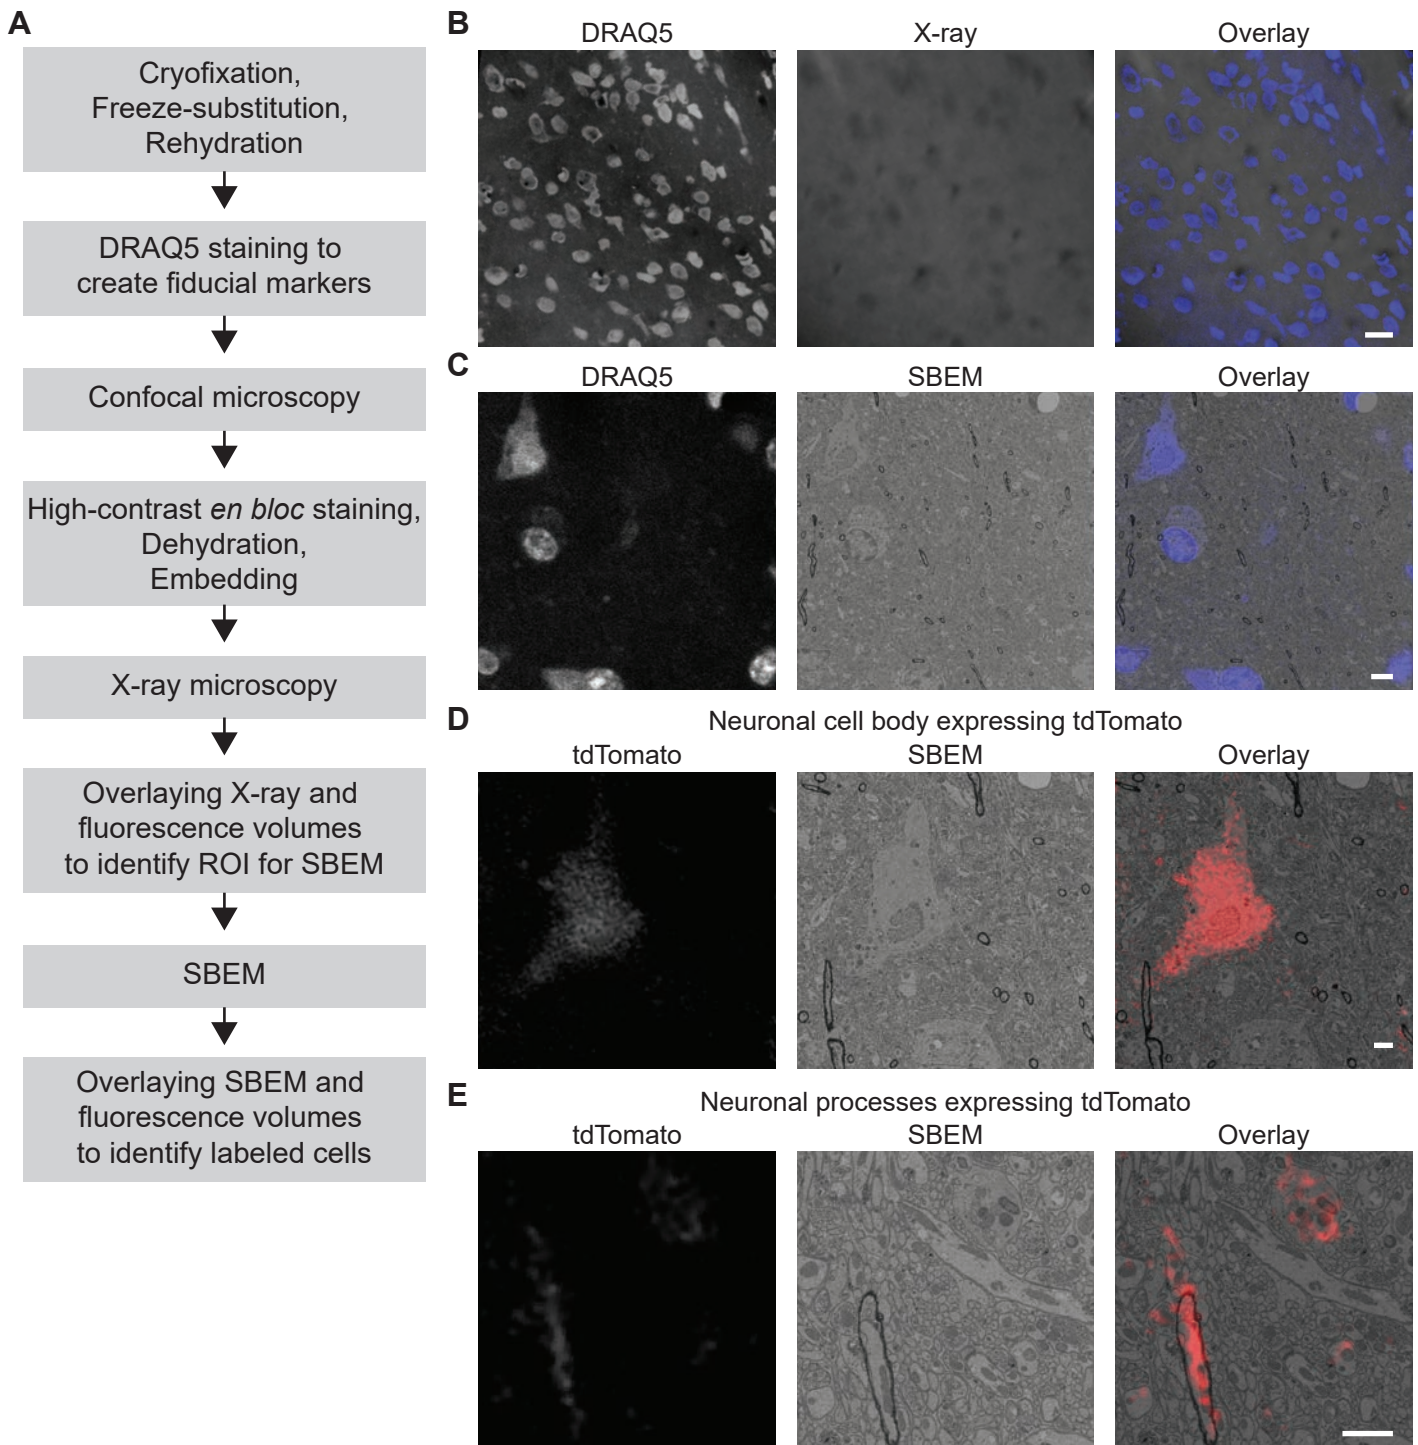 A
Cryofixation,
Freeze-substitution,
Rehydration
DRAQ5 staining to
create fiducial markers
Confocal microscopy
High-contrast en bloc staining,
Dehydration,
Embedding
X-ray microscopy
Overlaying X-ray and
fluorescence volumes
to identify ROI for SBEM
SBEM
Overlaying SBEM and
fluorescence volumes
to identify labeled cells
B
DRAQ5 X-ray Overlay
C
DRAQ5 SBEM Overlay
D
Neuronal cell body expressing tdTomato
tdTomato SBEM Overlay
E
Neuronal processes expressing tdTomato
tdTomato SBEM Overlay